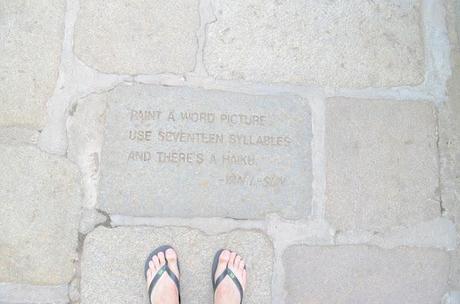 PAINT A WORD PICTURE
USE SEVENTEEN SYLLABLES
AND THERE'S A HAIKU.